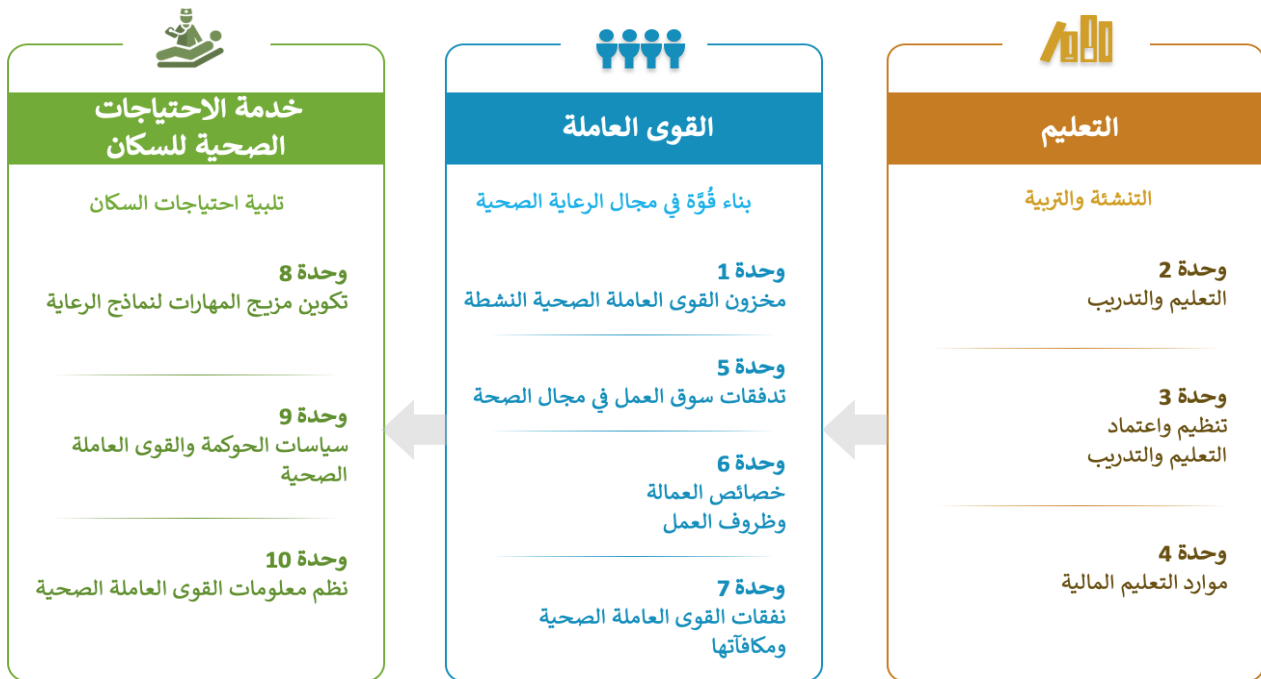 التعليم
التنشئة والتربية
وحدة 2
التعليم والتدريب
وحدة 3
تنظيم واعتماد
التعليم والتدريب
وحدة 4
موارد التعليم المالية
القوى العاملة
بناء قُوَّة في مجال الرعاية الصحية
وحدة 1
مخزون القوى العاملة الصحية النشطة
وحدة 5
تدفقات سوق العمل في مجال الصحة
وحدة 6
خصائص العمالة
وظروف العمل
وحدة 7
نفقات القوى العاملة الصحية
ومكافآتها
خدمة الاحتياجات
الصحية للسكان
تلبية احتياجات السكان
وحدة 8
تكوين مزيج المهارات لنماذج الرعاية
وحدة 9
سياسات الحوكمة والقوى العاملة
الصحية
وحدة 10
نظم معلومات القوى العاملة الصحية